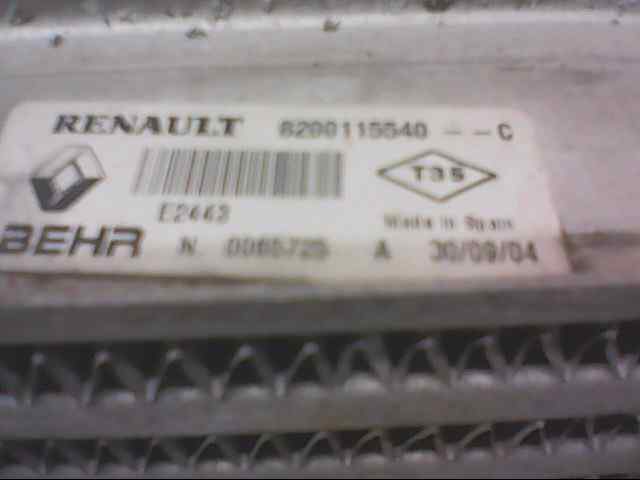 RENAULT 8200115540 -- C
T35
E2443
Made in Spain
BEHR N. 0065725 A 30/09/04